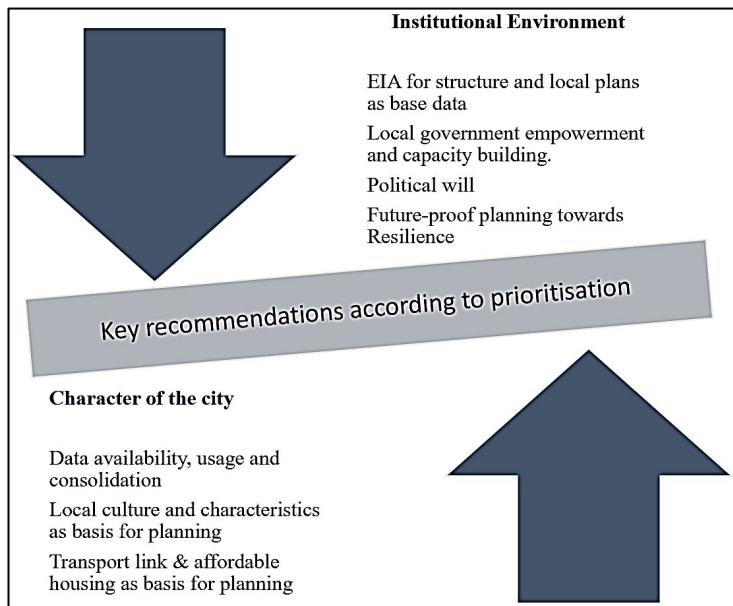 Institutional Environment
EIA for structure and local plans
as base data
Local government empowerment
and capacity building.
Political will
Future-proof planning towards
Resilience
Key recommendations according to prioritisation
Character of the city
Data availability, usage and
consolidation
Local culture and characteristics
as basis for planning
Transport link & affordable
housing as basis for planning